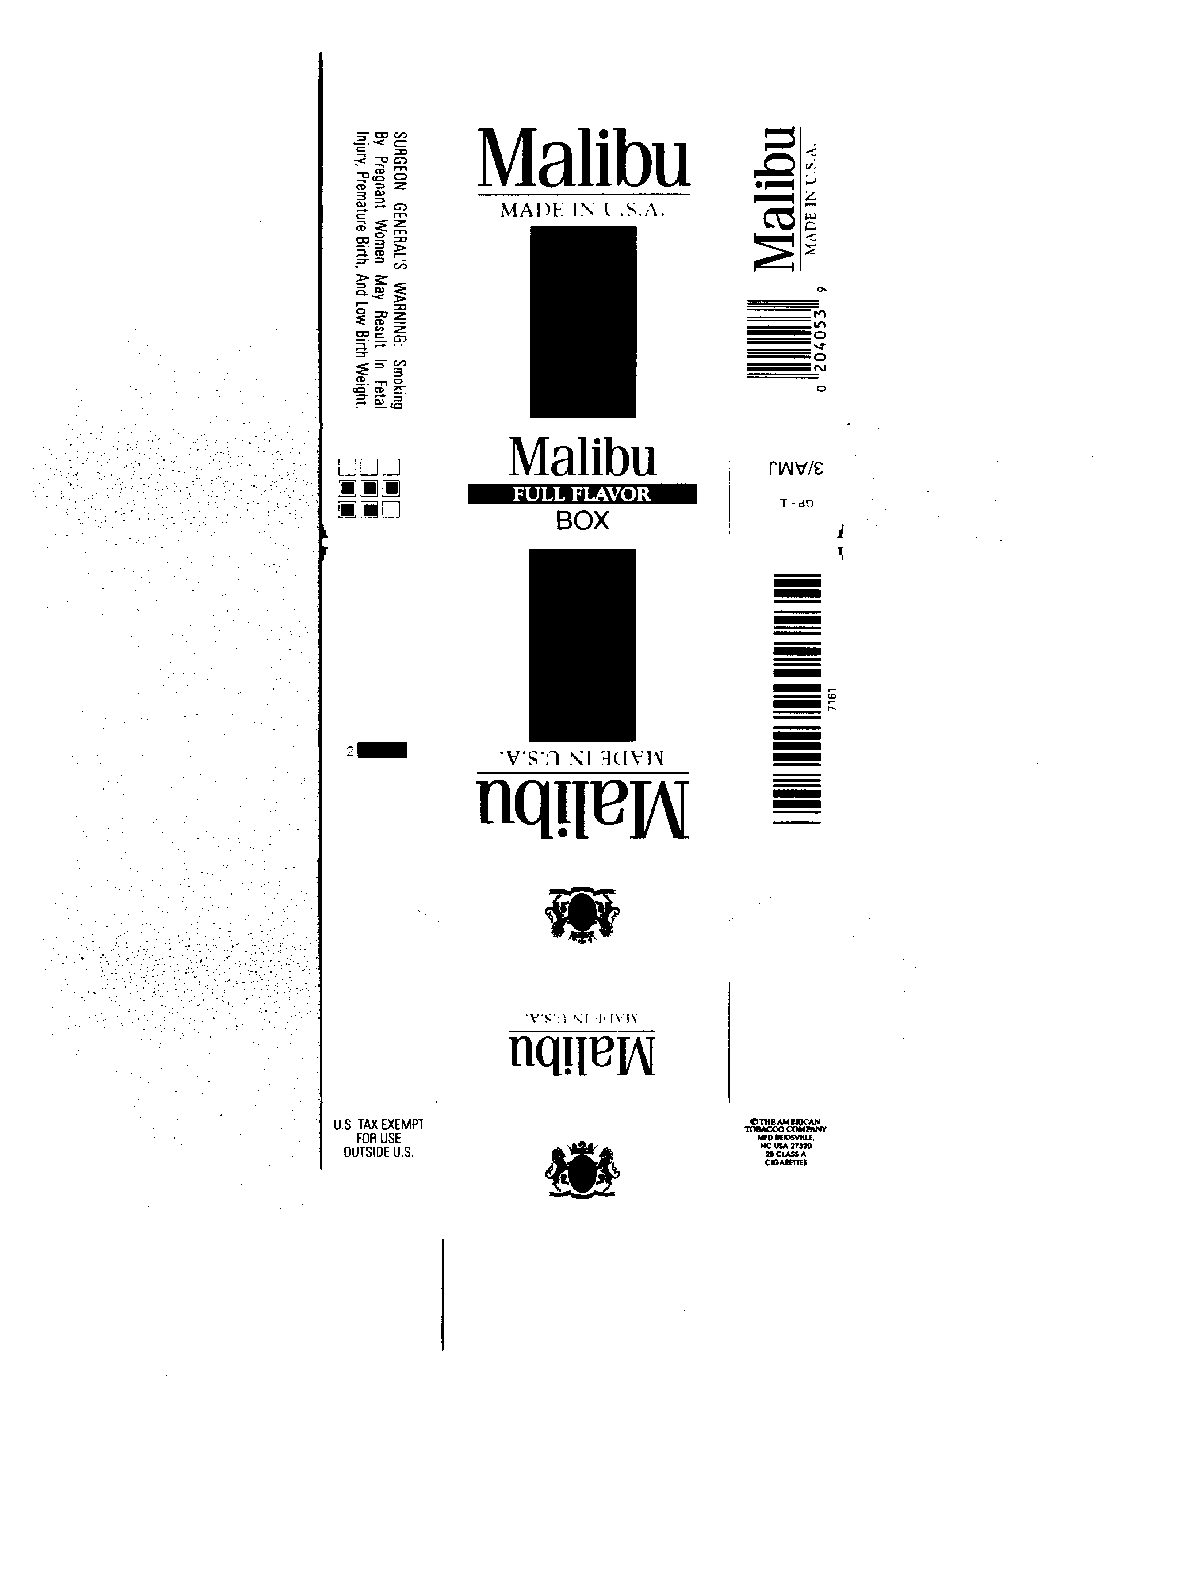 SURGEON GENERAL'S WARNING: Smoking
By Pregnant Women May Result In Fetal
Injury, Premature Birth, And Low Birth Weight.
Malibu
MADE IN U.S.A.
Malibu
MADE IN U.S.A.
0 204053 9
Malibu
FULL FLAVOR
BOX
3/AMJ
GP-1
7161
2
MADE IN U.S.A.
Malibu
MADE IN U.S.A.
Malibu
U.S TAX EXEMPT
FOR USE
OUTSIDE U.S.
© THE AMERICAN
TOBACCO COMPANY
MFD REIDSVILLE,
NC USA 27320
20 CLASS A
CIGARETTES